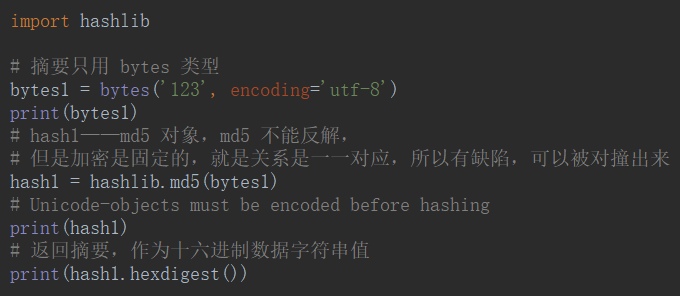 import hashlib
# 摘要只用 bytes 类型
bytes1 = bytes('123', encoding='utf-8')
print(bytes1)
# hash1——md5 对象，md5 不能反解，
# 但是加密是固定的，就是关系是一一对应，所以有缺陷，可以被对撞出来
hash1 = hashlib.md5(bytes1)
# Unicode-objects must be encoded before hashing
print(hash1)
# 返回摘要，作为十六进制数据字符串值
print(hash1.hexdigest())